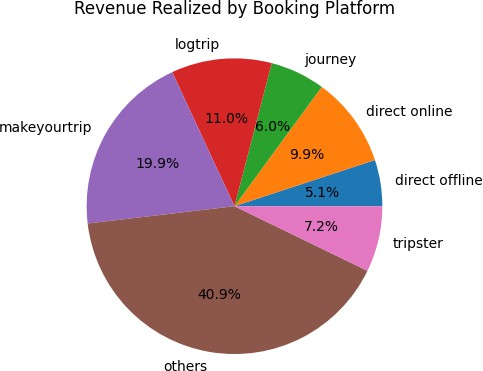 Revenue Realized by Booking Platform
logtrip
journey
direct online
makeyourtrip
direct offline
tripster
others
11.0%
6.0%
9.9%
19.9%
5.1%
7.2%
40.9%